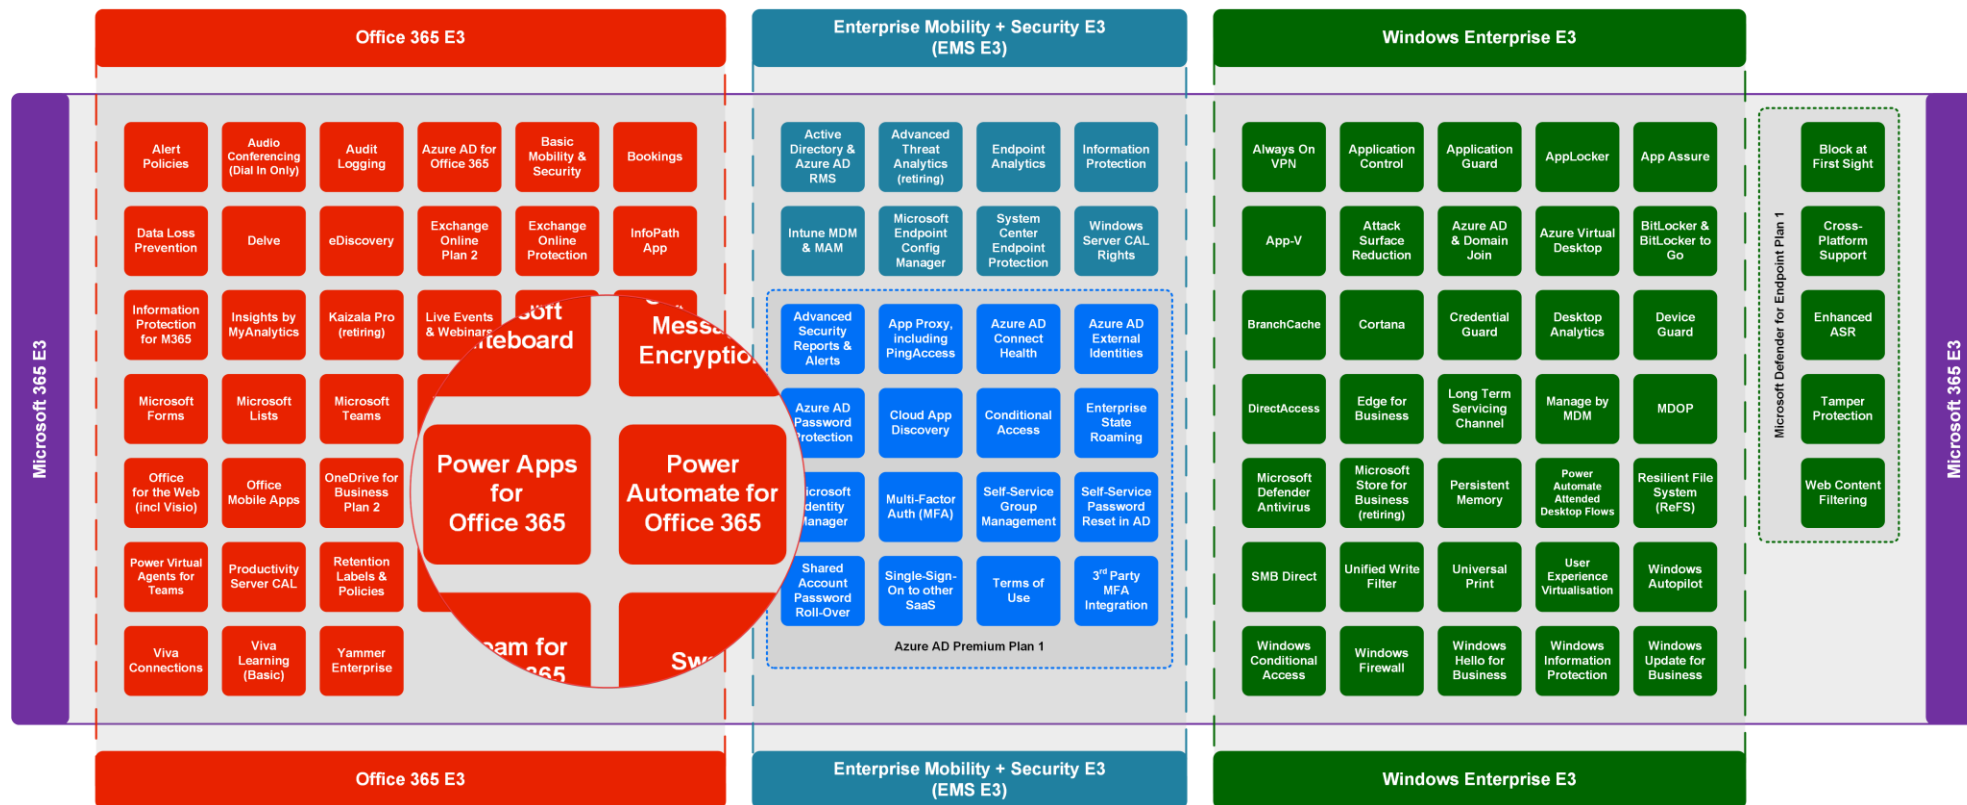 Office 365 E3
Enterprise Mobility + Security E3
(EMS E3)
Windows Enterprise E3
Microsoft 365 E3
Alert
Policies
Audio
Conferencing
(Dial In Only)
Audit
Logging
Azure AD for
Office 365
Basic
Mobility &
Security
Bookings
Data Loss
Prevention
Delve
eDiscovery
Exchange
Online
Plan 2
Exchange
Online
Protection
InfoPath
App
Information
Protection
for M365
Insights by
MyAnalytics
Kaizala Pro
(retiring)
Live Events
& Webinars
Microsoft
Forms
Microsoft
Lists
Microsoft
Teams
Office
for the Web
(incl Visio)
Office
Mobile Apps
OneDrive for
Business
Plan 2
Power Virtual
Agents for
Teams
Productivity
Server CAL
Retention
Labels &
Policies
Viva
Connections
Viva
Learning
(Basic)
Yammer
Enterprise
Encryption
Power Apps
for
Office 365
Power
Automate for
Office 365
for
365
Active
Directory &
Azure AD
RMS
Advanced
Threat
Analytics
(retiring)
Endpoint
Analytics
Information
Protection
Intune MDM
& MAM
Microsoft
Endpoint
Config
Manager
System
Center
Endpoint
Protection
Windows
Server CAL
Rights
Advanced
Security
Reports &
Alerts
App Proxy,
including
PingAccess
Azure AD
Connect
Health
Azure AD
External
Identities
Azure AD
Password
Protection
Cloud App
Discovery
Conditional
Access
Enterprise
State
Roaming
Microsoft
Identity
Manager
Multi-Factor
Auth (MFA)
Self-Service
Group
Management
Self-Service
Password
Reset in AD
Shared
Account
Password
Roll-Over
Single-Sign-
On to other
SaaS
Terms of
Use
3rd Party
MFA
Integration
Azure AD Premium Plan 1
Always On
VPN
Application
Control
Application
Guard
AppLocker
App Assure
App-V
Attack
Surface
Reduction
Azure AD
& Domain
Join
Azure Virtual
Desktop
BitLocker &
BitLocker to
Go
BranchCache
Cortana
Credential
Guard
Desktop
Analytics
Device
Guard
DirectAccess
Edge for
Business
Long Term
Servicing
Channel
Manage by
MDM
MDOP
Microsoft
Defender
Antivirus
Microsoft
Store for
Business
(retiring)
Persistent
Memory
Power
Automate
Attended
Desktop Flows
Resilient File
System
(ReFS)
SMB Direct
Unified Write
Filter
Universal
Print
User
Experience
Virtualisation
Windows
Autopilot
Windows
Conditional
Access
Windows
Firewall
Windows
Hello for
Business
Windows
Information
Protection
Windows
Update for
Business
Microsoft Defender for Endpoint Plan 1
Block at
First Sight
Cross-
Platform
Support
Enhanced
ASR
Tamper
Protection
Web Content
Filtering
Microsoft 365 E3
Office 365 E3
Enterprise Mobility + Security E3
(EMS E3)
Windows Enterprise E3